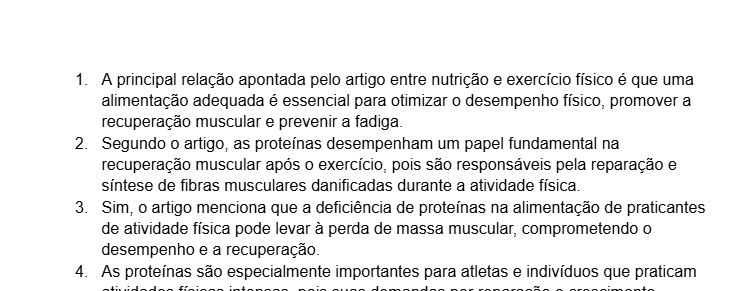 1. A principal relação apontada pelo artigo entre nutrição e exercício físico é que uma
alimentação adequada é essencial para otimizar o desempenho físico, promover a
recuperação muscular e prevenir a fadiga.
2. Segundo o artigo, as proteínas desempenham um papel fundamental na
recuperação muscular após o exercício, pois são responsáveis pela reparação e
síntese de fibras musculares danificadas durante a atividade física.
3. Sim, o artigo menciona que a deficiência de proteínas na alimentação de praticantes
de atividade física pode levar à perda de massa muscular, comprometendo o
desempenho e a recuperação.
4. As proteínas são especialmente importantes para atletas e indivíduos que praticam